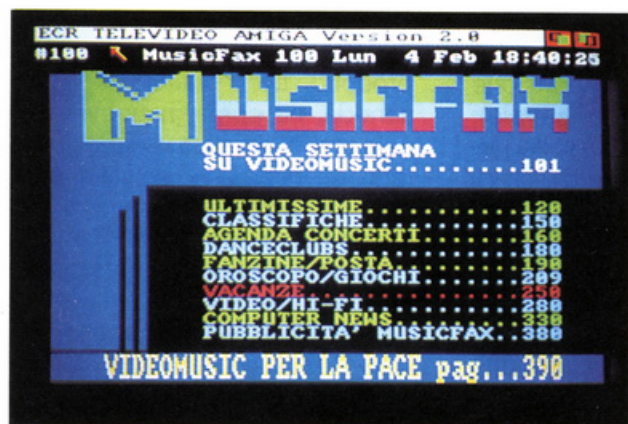 ECR TELEVIDEO AMIGA Version 2.0
#100 MusicFax 100 Lun 4 Feb 18:40:25
MUSICFAX
QUESTA SETTIMANA
SU VIDEOMUSIC.........101
ULTIMISSIME...........120
CLASSIFICHE...........150
AGENDA CONCERTI.......160
DANCECLUBS............180
FANZINE/POSTA.........190
OROSCOPO/GIOCHI.......209
VACANZE...............250
VIDEO/HI-FI...........280
COMPUTER NEWS.........330
PUBBLICITA' MUSICFAX..380
VIDEOMUSIC PER LA PACE pag...390